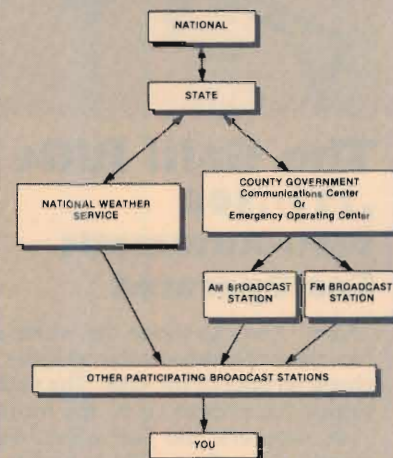 NATIONAL
STATE
NATIONAL WEATHER
SERVICE
COUNTY GOVERNMENT
Communications Center
Or
Emergency Operating Center
AM BROADCAST
STATION
FM BROADCAST
STATION
OTHER PARTICIPATING BROADCAST STATIONS
YOU